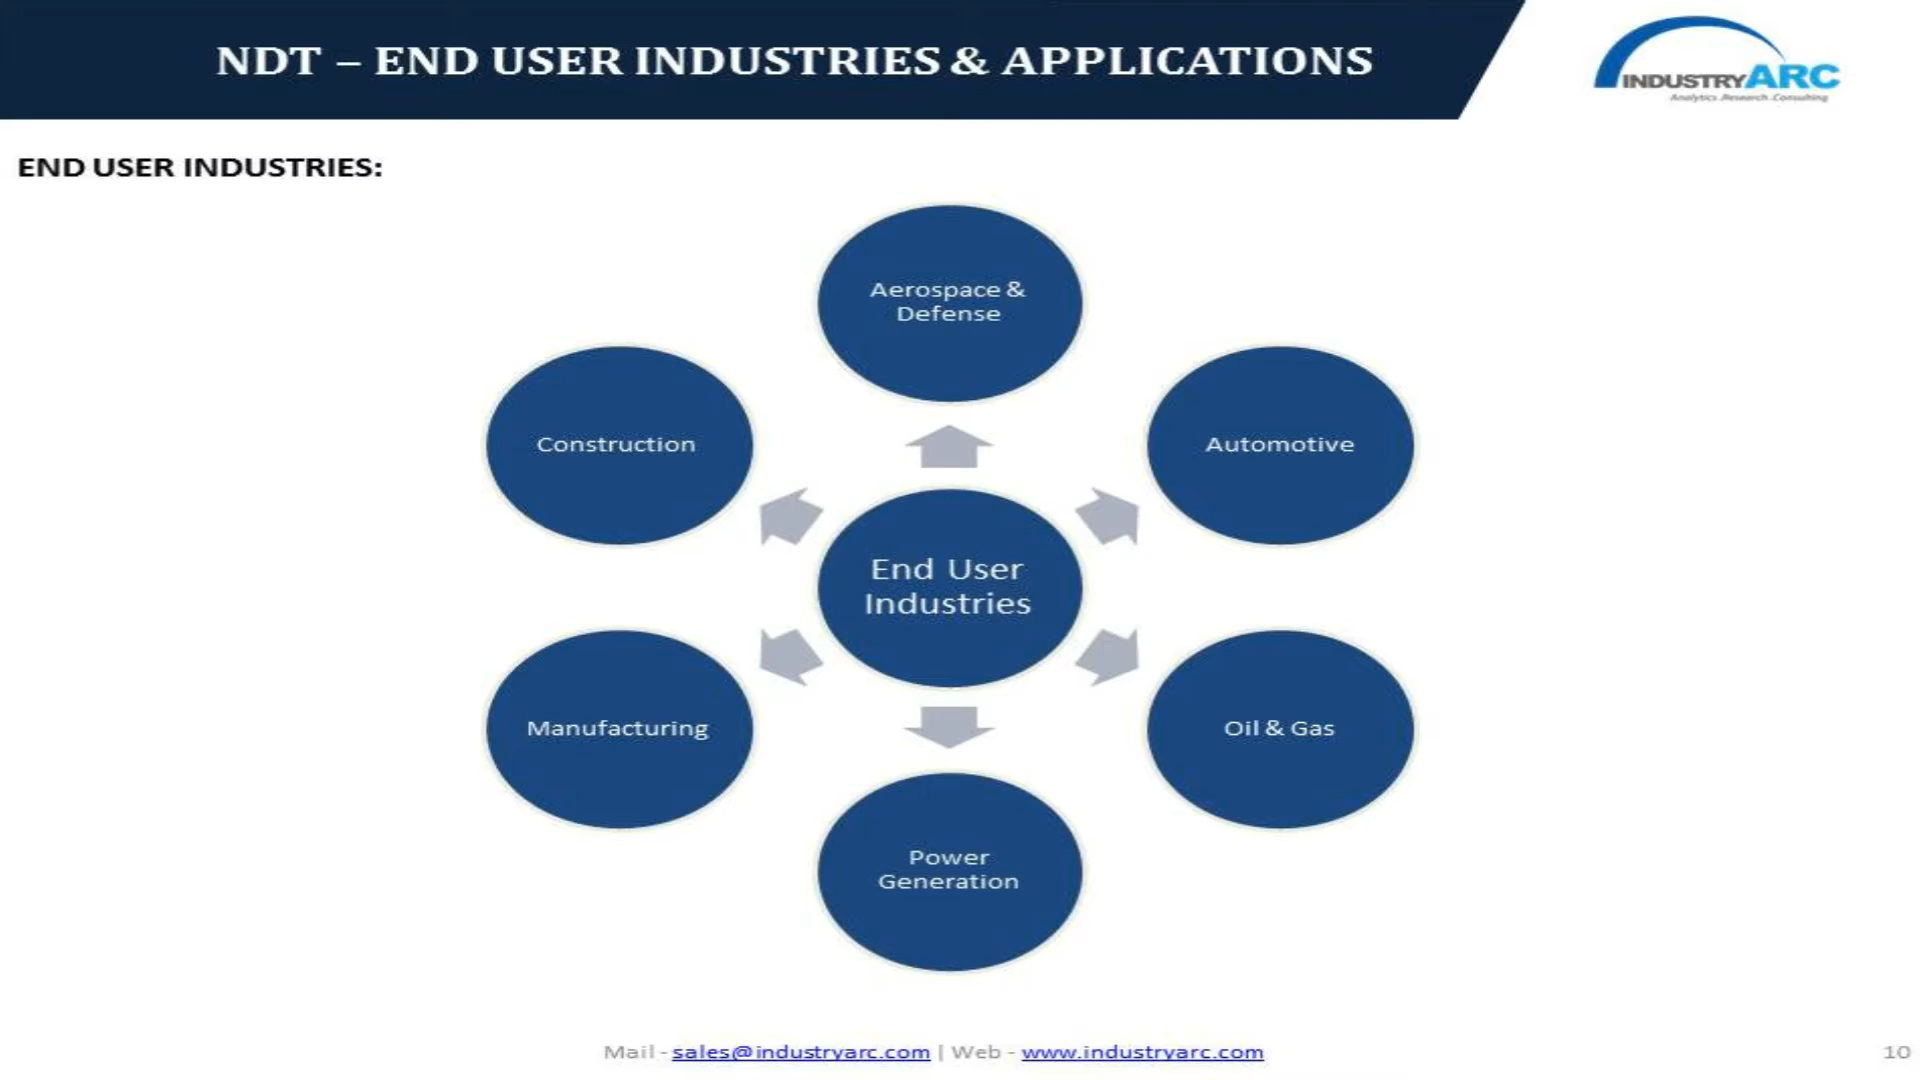 NDT – END USER INDUSTRIES & APPLICATIONS
INDUSTRYARC
Analytics.Research.Consulting
END USER INDUSTRIES:
Aerospace &
Defense
Construction
Automotive
End User
Industries
Manufacturing
Oil & Gas
Power
Generation
Mail - sales@industryarc.com | Web - www.industryarc.com
10